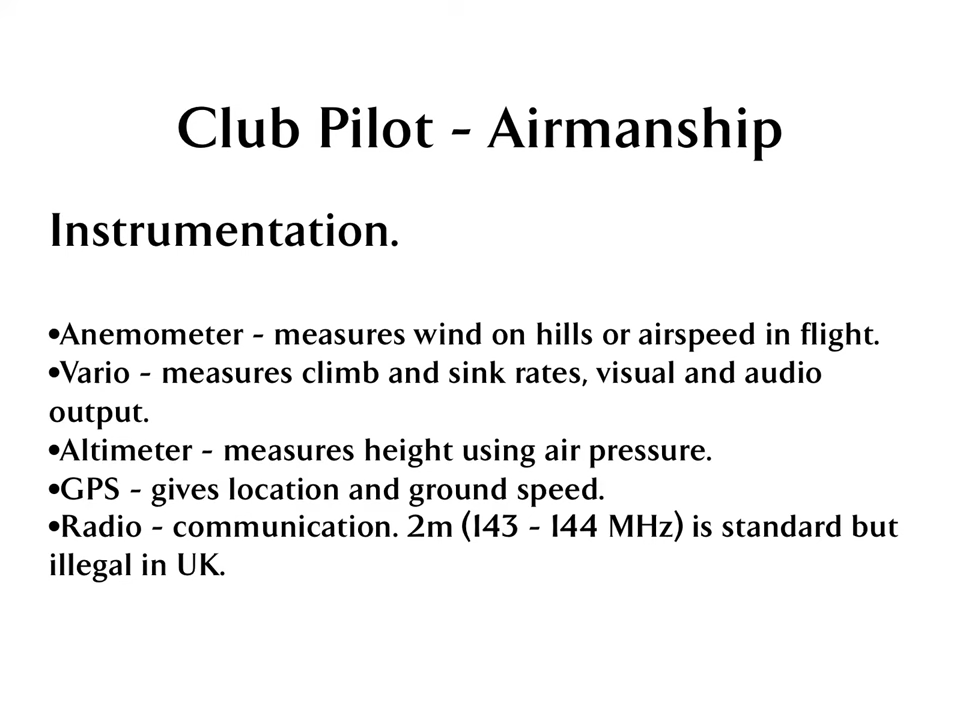 Club Pilot - Airmanship
Instrumentation.
•Anemometer - measures wind on hills or airspeed in flight.
•Vario - measures climb and sink rates, visual and audio
output.
•Altimeter - measures height using air pressure.
•GPS - gives location and ground speed.
•Radio - communication. 2m (143 - 144 MHz) is standard but
illegal in UK.